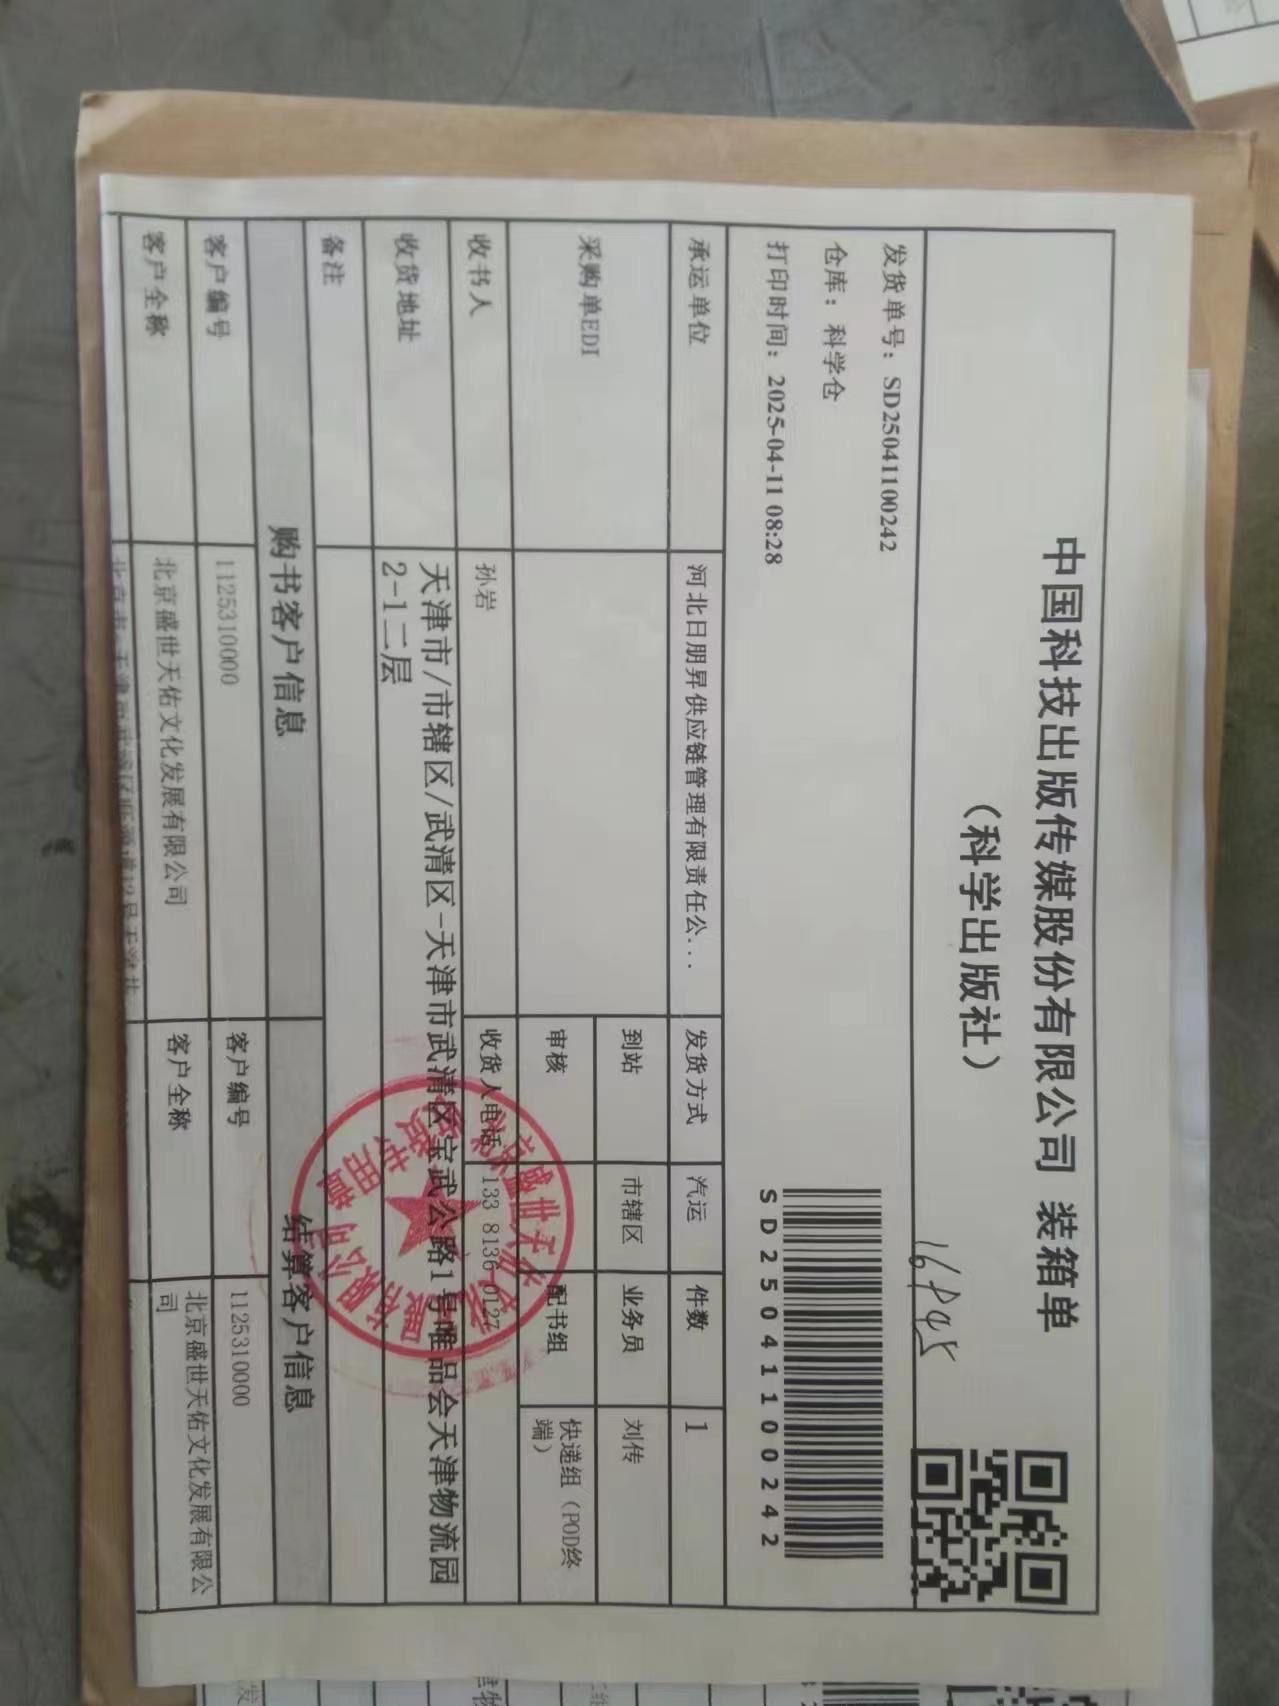 中国科技出版传媒股份有限公司 装箱单
（科学出版社）
发货单号：SD25041100242
仓库：科学仓
打印时间：2025-04-11 08:28
SD2504110 0242
承运单位 河北日朋昇供应链管理有限责任公... 发货方式 汽运 件数 1
采购单EDI 到站 市辖区 业务员 刘传
审核 配书组 快递组（POD终
端）
收书人 孙岩 收货人电话 133 8136-0127
收货地址 天津市/市辖区/武清区-天津市武清区宝武公路1号唯品会天津物流园
2-1二层
备注
购书客户信息 结算客户信息
客户编号 1125310000 客户编号 1125310000
客户全称 北京盛世天佑文化发展有限公司 客户全称 北京盛世天佑文化发展有限公
司